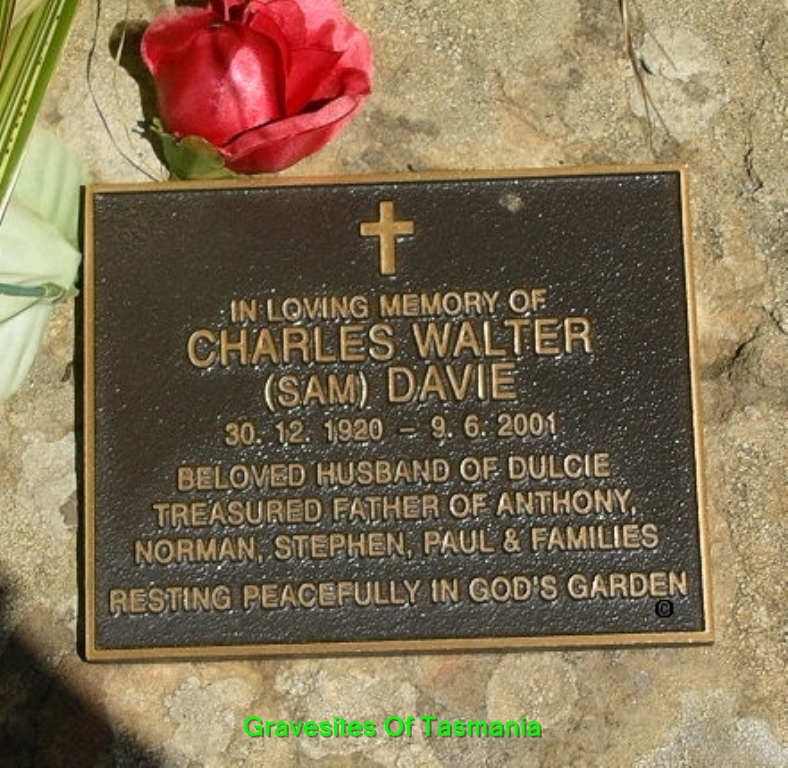 IN LOVING MEMORY OF
CHARLES WALTER
(SAM) DAVIE
30. 12. 1920 – 9. 6. 2001
BELOVED HUSBAND OF DULCIE
TREASURED FATHER OF ANTHONY,
NORMAN, STEPHEN, PAUL & FAMILIES
RESTING PEACEFULLY IN GOD'S GARDEN
©
Gravesites Of Tasmania